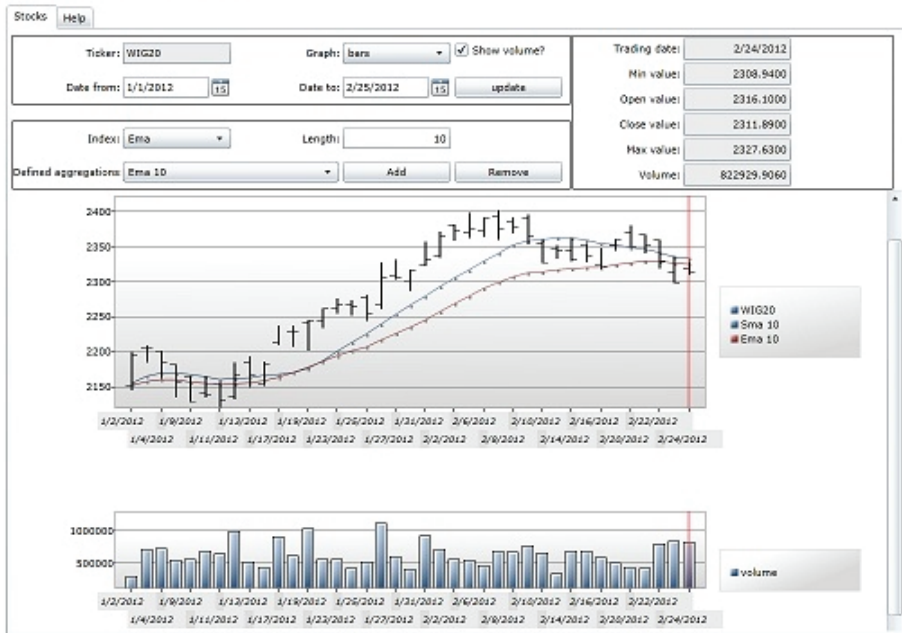 Stocks Help
Ticker: WIG20 Graph: bars Show volume?
Date from: 1/1/2012 15 Date to: 2/25/2012 15 update
Index: Ema Length: 10
Defined aggregations: Ema 10 Add Remove
Trading date: 2/24/2012
Min value: 2308.9400
Open value: 2316.1000
Close value: 2311.8900
Max value: 2327.6300
Volume: 822929.9060
2400
2350
2300
2250
2200
2150
1/2/2012 1/9/2012 1/13/2012 1/19/2012 1/25/2012 1/31/2012 2/6/2012 2/10/2012 2/16/2012 2/22/2012
1/4/2012 1/11/2012 1/17/2012 1/23/2012 1/27/2012 2/2/2012 2/8/2012 2/14/2012 2/20/2012 2/24/2012
WIG20
Sma 10
Ema 10
1000000
500000
1/2/2012 1/9/2012 1/13/2012 1/19/2012 1/25/2012 1/31/2012 2/6/2012 2/10/2012 2/16/2012 2/22/2012
1/4/2012 1/11/2012 1/17/2012 1/23/2012 1/27/2012 2/2/2012 2/8/2012 2/14/2012 2/20/2012 2/24/2012
volume